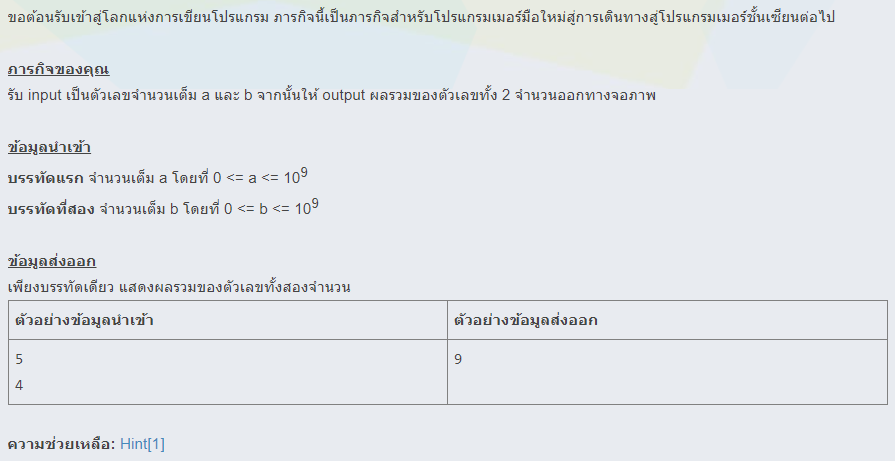 ขอต้อนรับเข้าสู่โลกแห่งการเขียนโปรแกรม ภารกิจนี้เป็นภารกิจสำหรับโปรแกรมเมอร์มือใหม่สู่การเดินทางสู่โปรแกรมเมอร์ชั้นเซียนต่อไป
ภารกิจของคุณ
รับ input เป็นตัวเลขจำนวนเต็ม a และ b จากนั้นให้ output ผลรวมของตัวเลขทั้ง 2 จำนวนออกทางจอภาพ
ข้อมูลนำเข้า
บรรทัดแรก จำนวนเต็ม a โดยที่ 0 <= a <= 10⁹
บรรทัดที่สอง จำนวนเต็ม b โดยที่ 0 <= b <= 10⁹
ข้อมูลส่งออก
เพียงบรรทัดเดียว แสดงผลรวมของตัวเลขทั้งสองจำนวน
ตัวอย่างข้อมูลนำเข้า ตัวอย่างข้อมูลส่งออก
5 9
4
ความช่วยเหลือ: Hint[1]